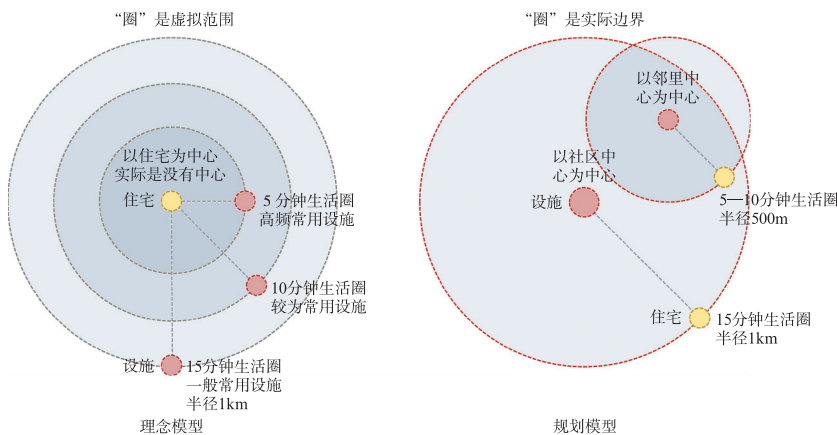 “圈”是虚拟范围
以住宅为中心
实际是没有中心
住宅
5分钟生活圈
高频常用设施
10分钟生活圈
较为常用设施
设施
15分钟生活圈
一般常用设施
半径1km
理念模型
“圈”是实际边界
以邻里中
心为中心
以社区中
心为中心
设施
5—10分钟生活圈
半径500m
住宅
15分钟生活圈
半径1km
规划模型